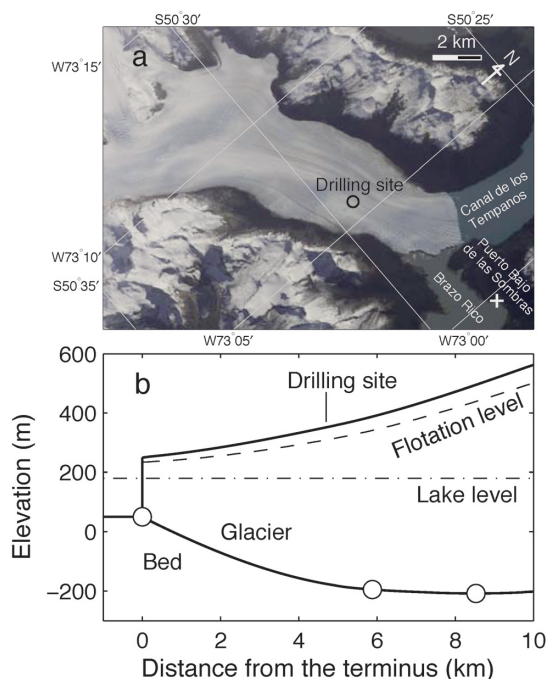 S50°30′
S50°25′
W73°15′
a
2 km
N
Drilling site
Canal de los
Tempanos
Puerto Bajo
de las Sombras
Brazo Rico
W73°10′
S50°35′
W73°05′
W73°00′
b
600
400
200
0
−200
Elevation (m)
Drilling site
Flotation level
Lake level
Glacier
Bed
0 2 4 6 8 10
Distance from the terminus (km)